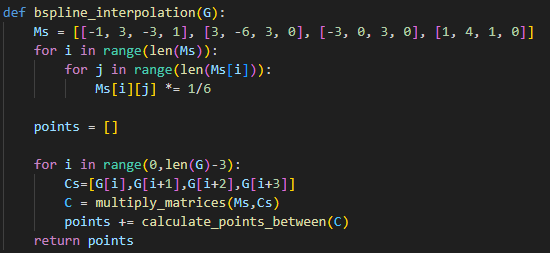 def bspline_interpolation(G):
    Ms = [[-1, 3, -3, 1], [3, -6, 3, 0], [-3, 0, 3, 0], [1, 4, 1, 0]]
    for i in range(len(Ms)):
        for j in range(len(Ms[i])):
            Ms[i][j] *= 1/6

    points = []

    for i in range(0,len(G)-3):
        Cs=[G[i],G[i+1],G[i+2],G[i+3]]
        C = multiply_matrices(Ms,Cs)
        points += calculate_points_between(C)
    return points